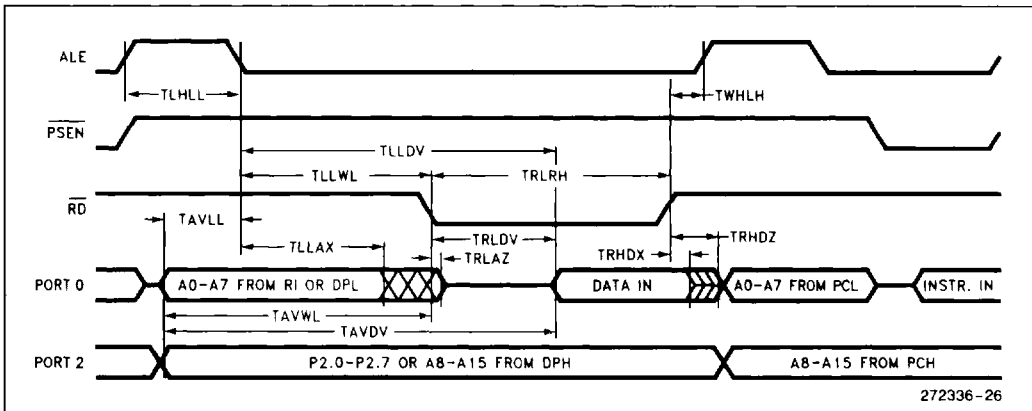 ALE
TLHLL
TWHLH
PSEN
TLLDV
TLLWL
TRLRH
RD
TAVLL
TRLDV
TRHDZ
TLLAX
TRLAZ
TRHDX
PORT 0
A0-A7 FROM RI OR DPL
DATA IN
A0-A7 FROM PCL
INSTR. IN
TAVWL
TAVDV
PORT 2
P2.0-P2.7 OR A8-A15 FROM DPH
A8-A15 FROM PCH
272336-26